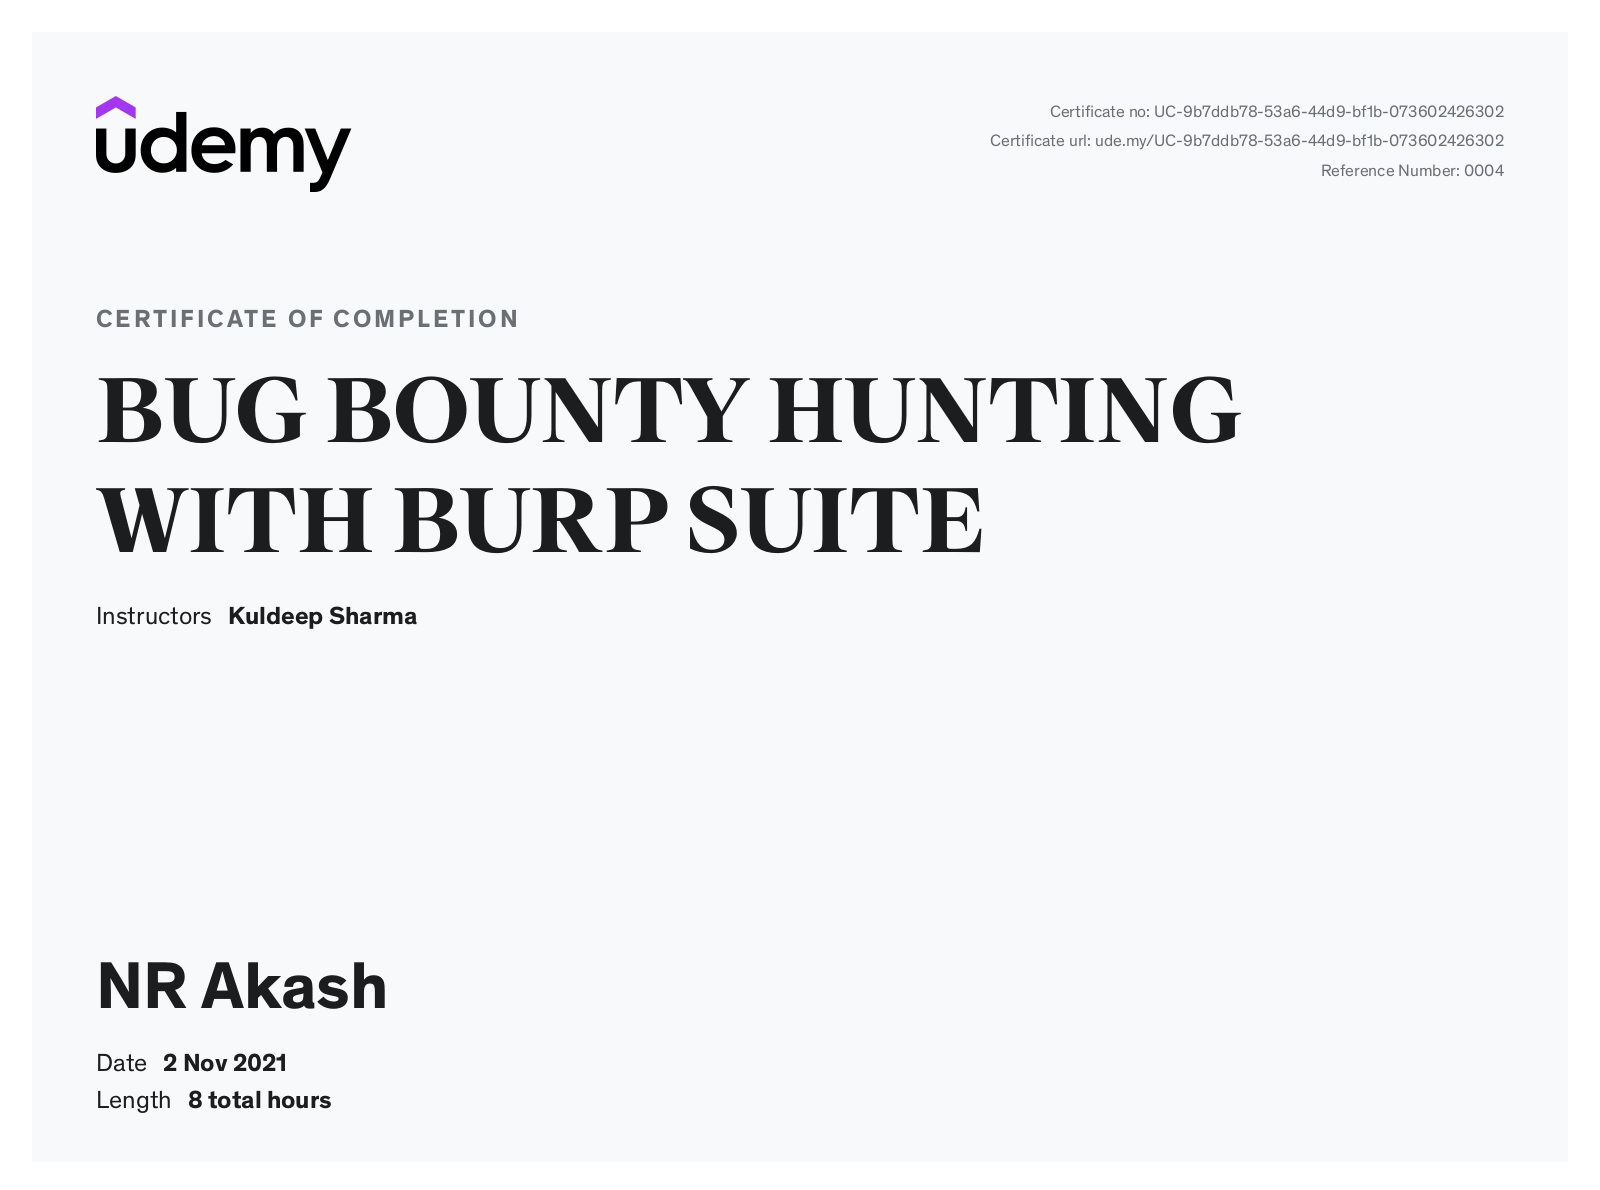 udemy
Certificate no: UC-9b7ddb78-53a6-44d9-bf1b-073602426302
Certificate url: ude.my/UC-9b7ddb78-53a6-44d9-bf1b-073602426302
Reference Number: 0004
CERTIFICATE OF COMPLETION
BUG BOUNTY HUNTING
WITH BURP SUITE
Instructors Kuldeep Sharma
NR Akash
Date 2 Nov 2021
Length 8 total hours